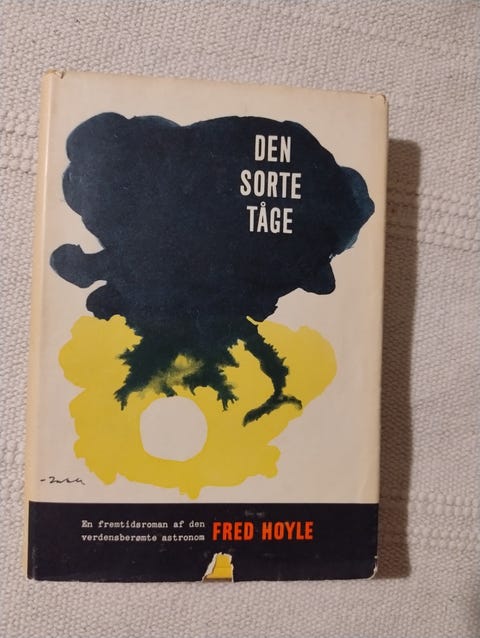 DEN
SORTE
TÅGE
En fremtidsroman af den
verdensberømte astronom FRED HOYLE